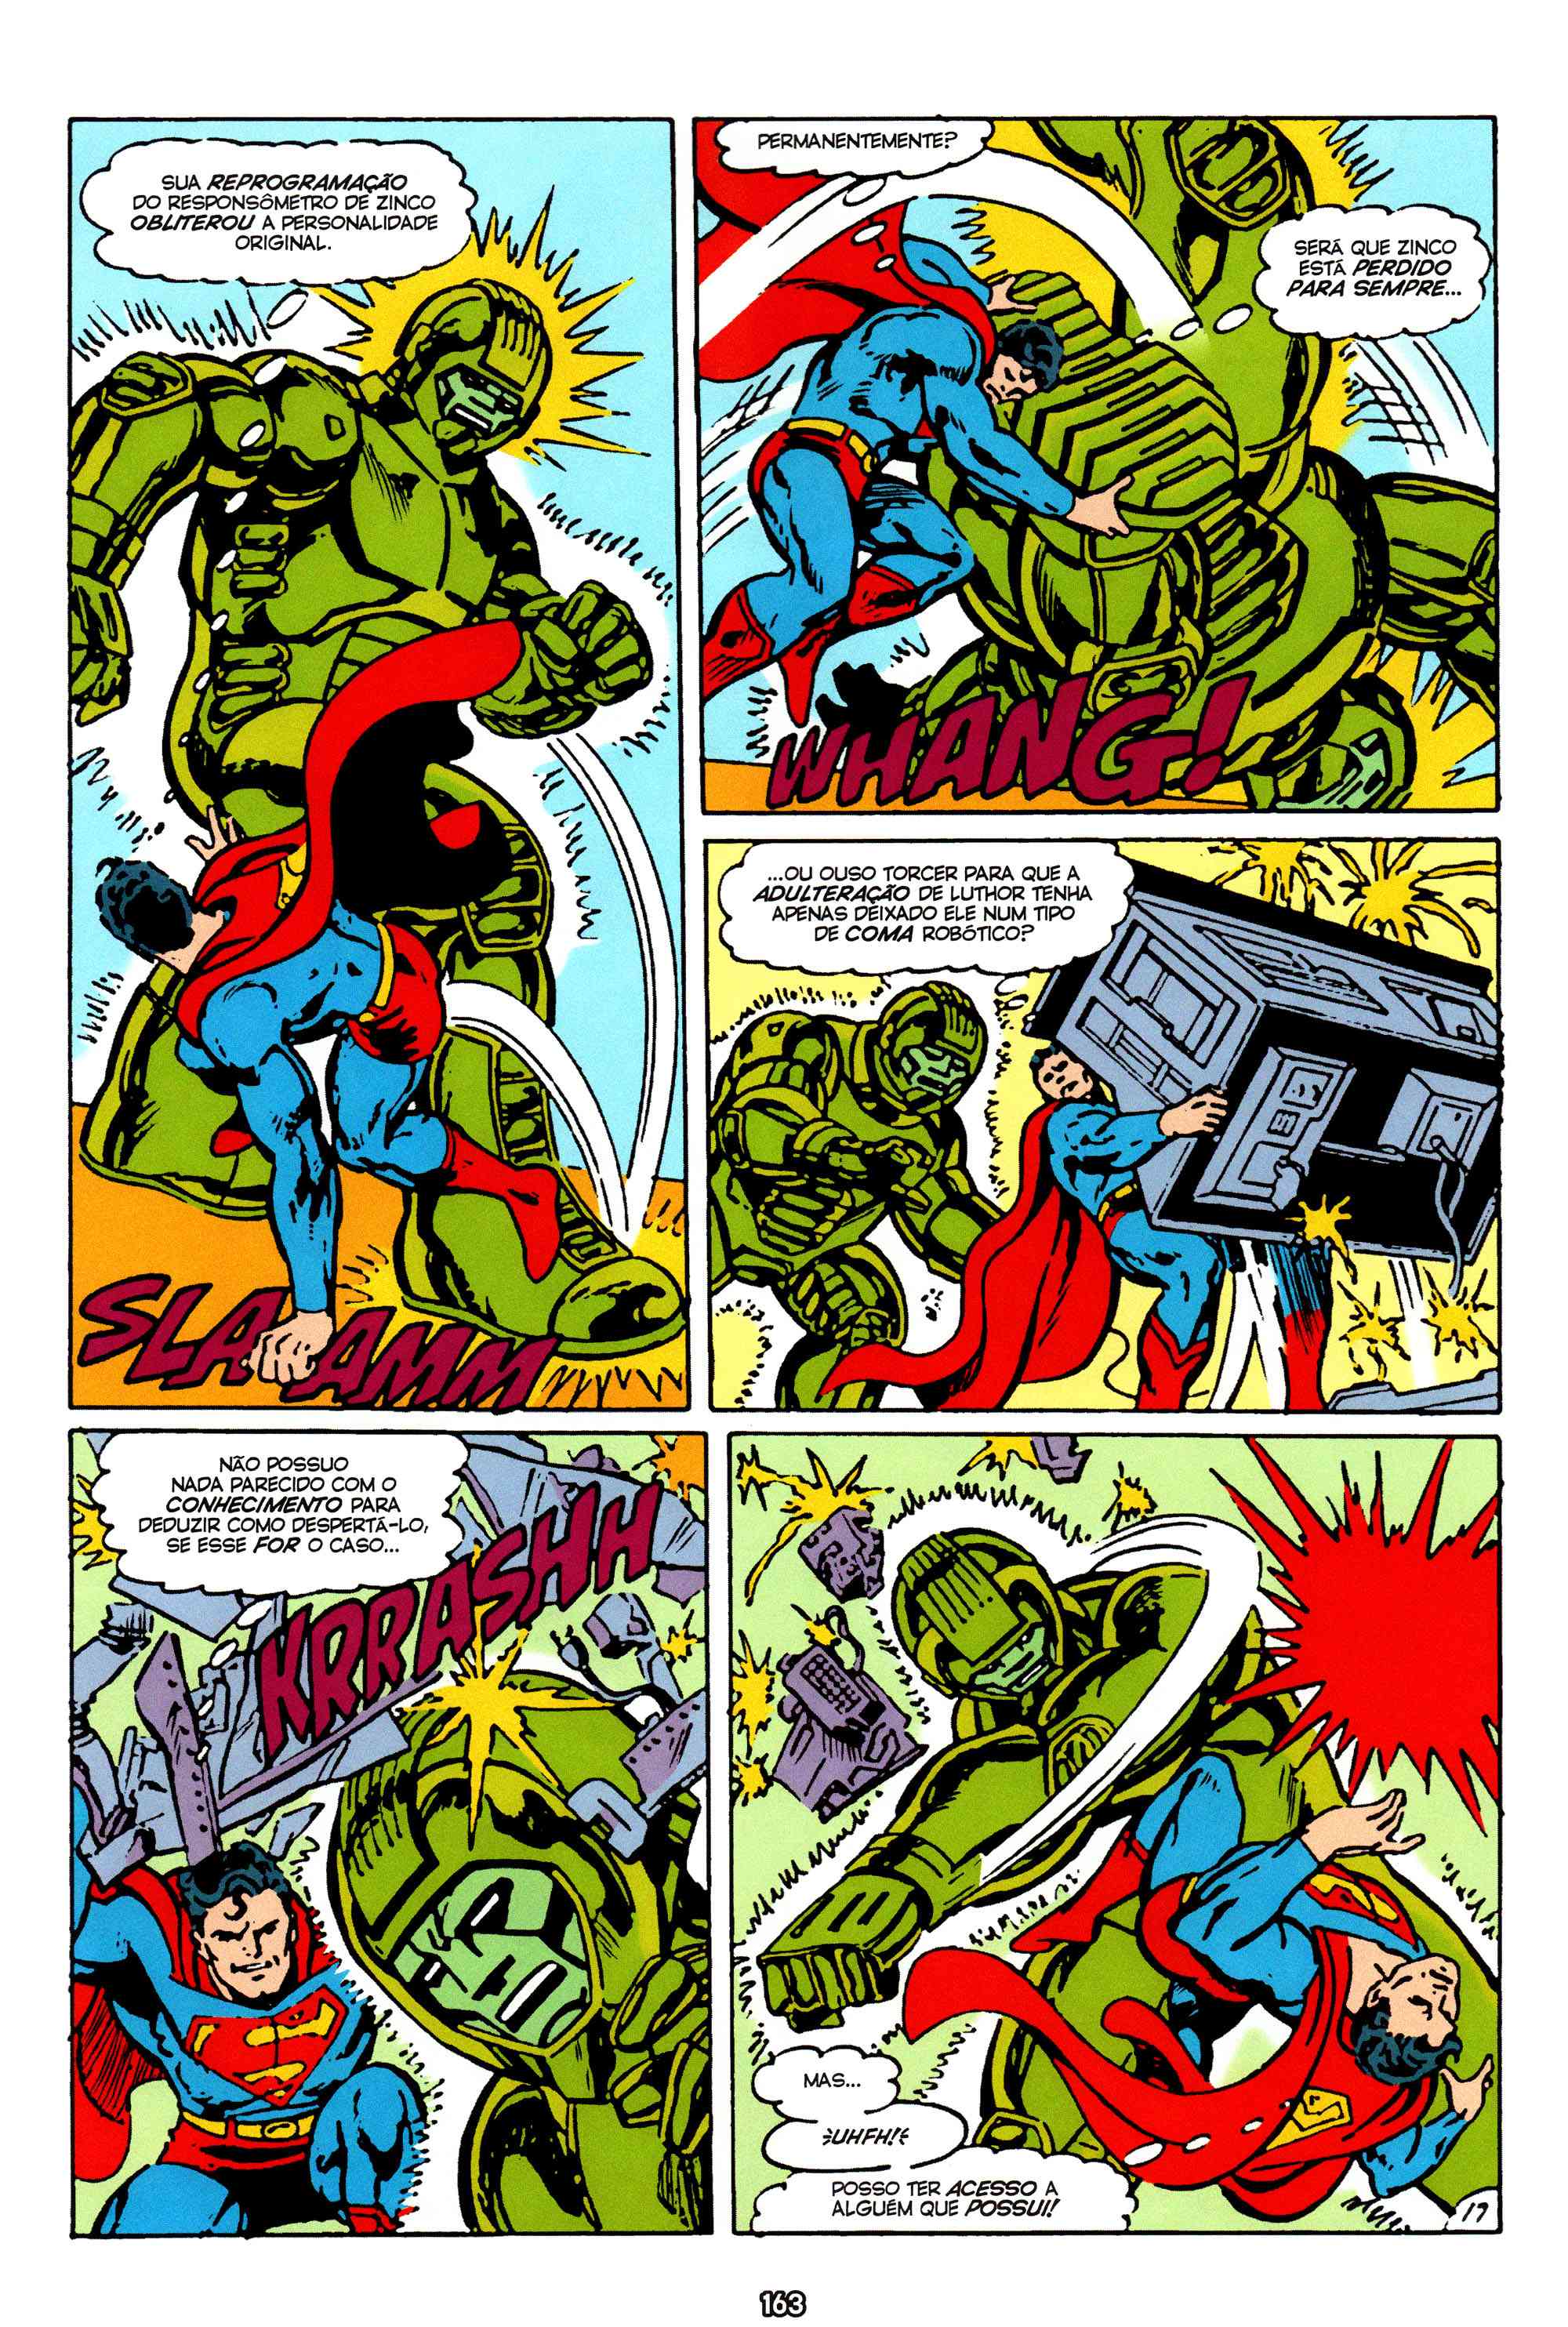 SUA REPROGRAMAÇÃO
DO RESPONSÔMETRO DE ZINCO
OBLITEROU A PERSONALIDADE
ORIGINAL.
SLAAMM
PERMANENTEMENTE?
SERÁ QUE ZINCO
ESTÁ PERDIDO
PARA SEMPRE...
WHANG!
...OU OUSO TORCER PARA QUE A
ADULTERAÇÃO DE LUTHOR TENHA
APENAS DEIXADO ELE NUM TIPO
DE COMA ROBÓTICO?
NÃO POSSUO
NADA PARECIDO COM O
CONHECIMENTO PARA
DEDUZIR COMO DESPERTÁ-LO,
SE ESSE FOR O CASO...
KRRRASHH
MAS...
UHFH!
POSSO TER ACESSO A
ALGUÉM QUE POSSUI!
17
163